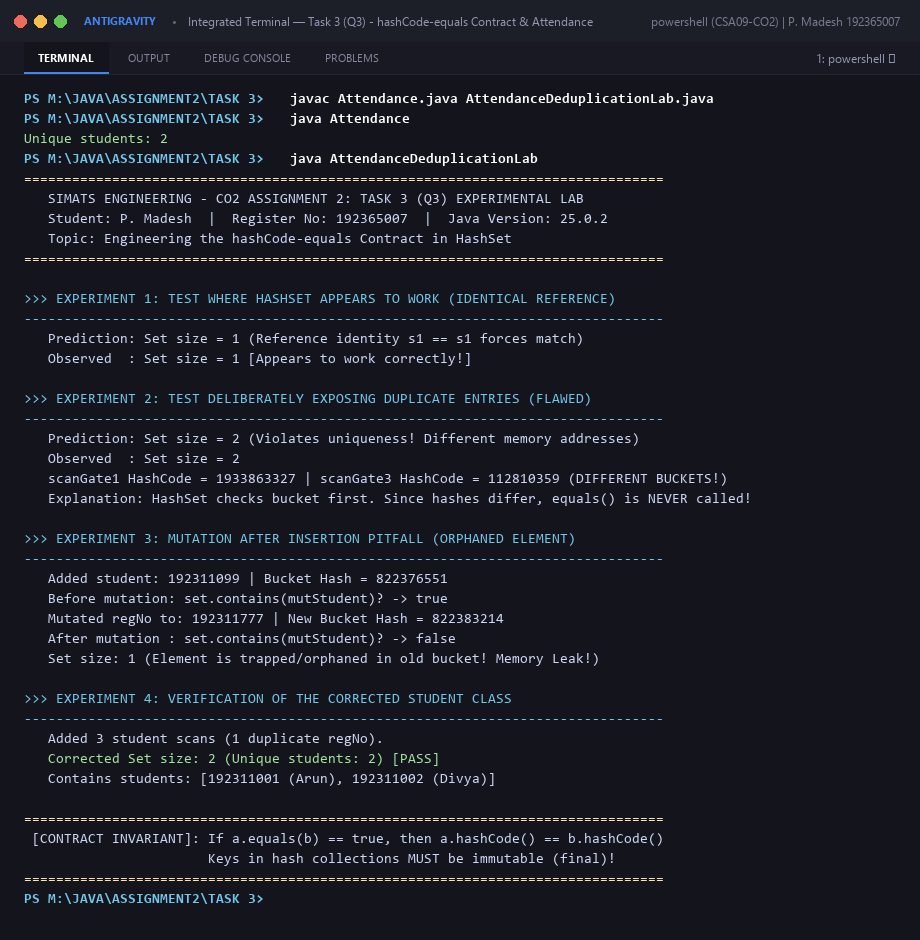 ANTIGRAVITY • Integrated Terminal — Task 3 (Q3) - hashCode-equals Contract & Attendance powershell (CSA09-CO2) | P. Madesh 192365007
TERMINAL OUTPUT DEBUG CONSOLE PROBLEMS 1: powershell ▯
PS M:\JAVA\ASSIGNMENT2\TASK 3> javac Attendance.java AttendanceDeduplicationLab.java
PS M:\JAVA\ASSIGNMENT2\TASK 3> java Attendance
Unique students: 2
PS M:\JAVA\ASSIGNMENT2\TASK 3> java AttendanceDeduplicationLab
================================================================================
SIMATS ENGINEERING - CO2 ASSIGNMENT 2: TASK 3 (Q3) EXPERIMENTAL LAB
Student: P. Madesh | Register No: 192365007 | Java Version: 25.0.2
Topic: Engineering the hashCode-equals Contract in HashSet
================================================================================
>>> EXPERIMENT 1: TEST WHERE HASHSET APPEARS TO WORK (IDENTICAL REFERENCE)
--------------------------------------------------------------------------------
Prediction: Set size = 1 (Reference identity s1 == s1 forces match)
Observed  : Set size = 1 [Appears to work correctly!]
>>> EXPERIMENT 2: TEST DELIBERATELY EXPOSING DUPLICATE ENTRIES (FLAWED)
--------------------------------------------------------------------------------
Prediction: Set size = 2 (Violates uniqueness! Different memory addresses)
Observed  : Set size = 2
scanGate1 HashCode = 1933863327 | scanGate3 HashCode = 112810359 (DIFFERENT BUCKETS!)
Explanation: HashSet checks bucket first. Since hashes differ, equals() is NEVER called!
>>> EXPERIMENT 3: MUTATION AFTER INSERTION PITFALL (ORPHANED ELEMENT)
--------------------------------------------------------------------------------
Added student: 192311099 | Bucket Hash = 822376551
Before mutation: set.contains(mutStudent)? -> true
Mutated regNo to: 192311777 | New Bucket Hash = 822383214
After mutation : set.contains(mutStudent)? -> false
Set size: 1 (Element is trapped/orphaned in old bucket! Memory Leak!)
>>> EXPERIMENT 4: VERIFICATION OF THE CORRECTED STUDENT CLASS
--------------------------------------------------------------------------------
Added 3 student scans (1 duplicate regNo).
Corrected Set size: 2 (Unique students: 2) [PASS]
Contains students: [192311001 (Arun), 192311002 (Divya)]
================================================================================
[CONTRACT INVARIANT]: If a.equals(b) == true, then a.hashCode() == b.hashCode()
Keys in hash collections MUST be immutable (final)!
================================================================================
PS M:\JAVA\ASSIGNMENT2\TASK 3>